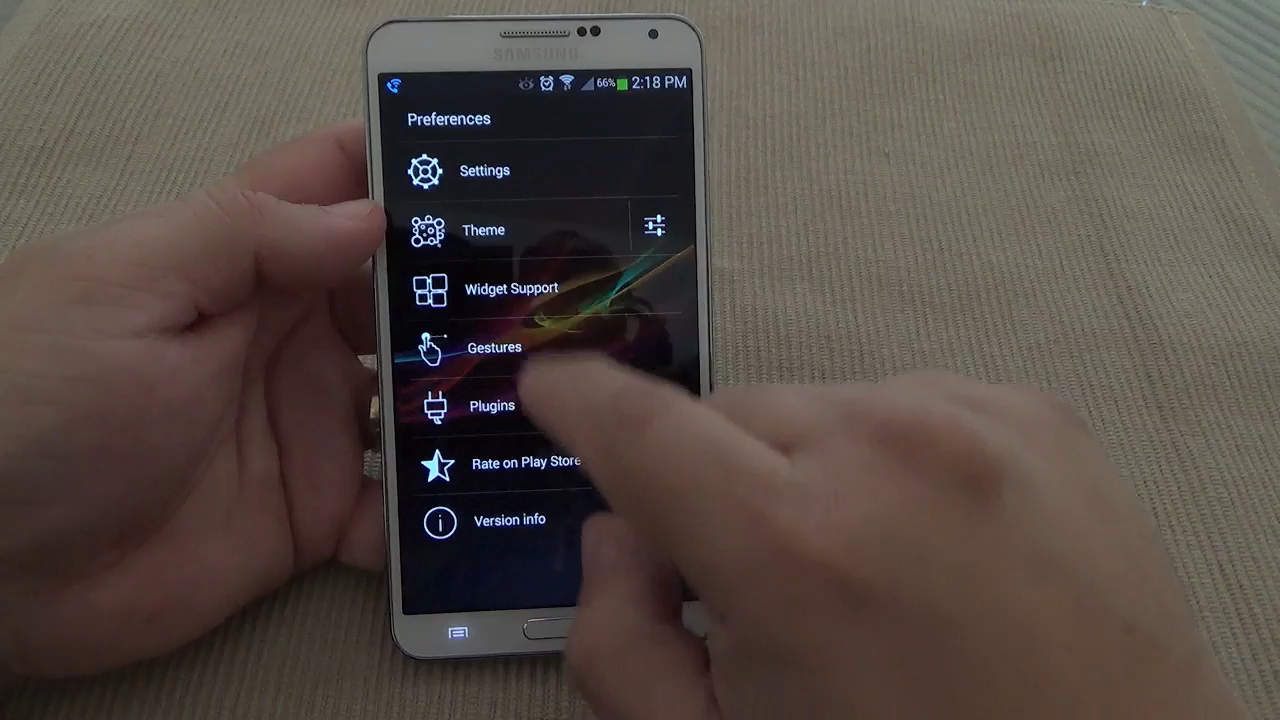 SAMSUNG
66% 2:18 PM
Preferences
Settings
Theme
Widget Support
Gestures
Plugins
Rate on Play Store
Version info